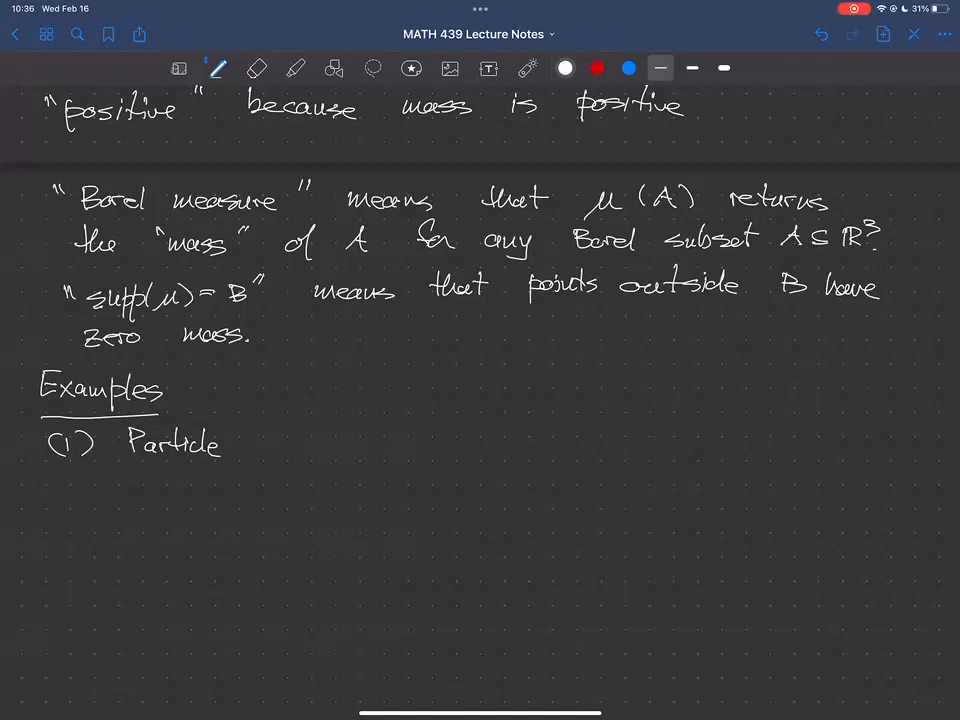 10:36 Wed Feb 16
31%
MATH 439 Lecture Notes
"positive" because mass is positive
"Borel measure" means that μ(A) returns
the "mass" of A for any Borel subset A ⊆ ℝ³.
"supp(μ) = B" means that points outside B have
zero mass.
Examples
(1) Particle